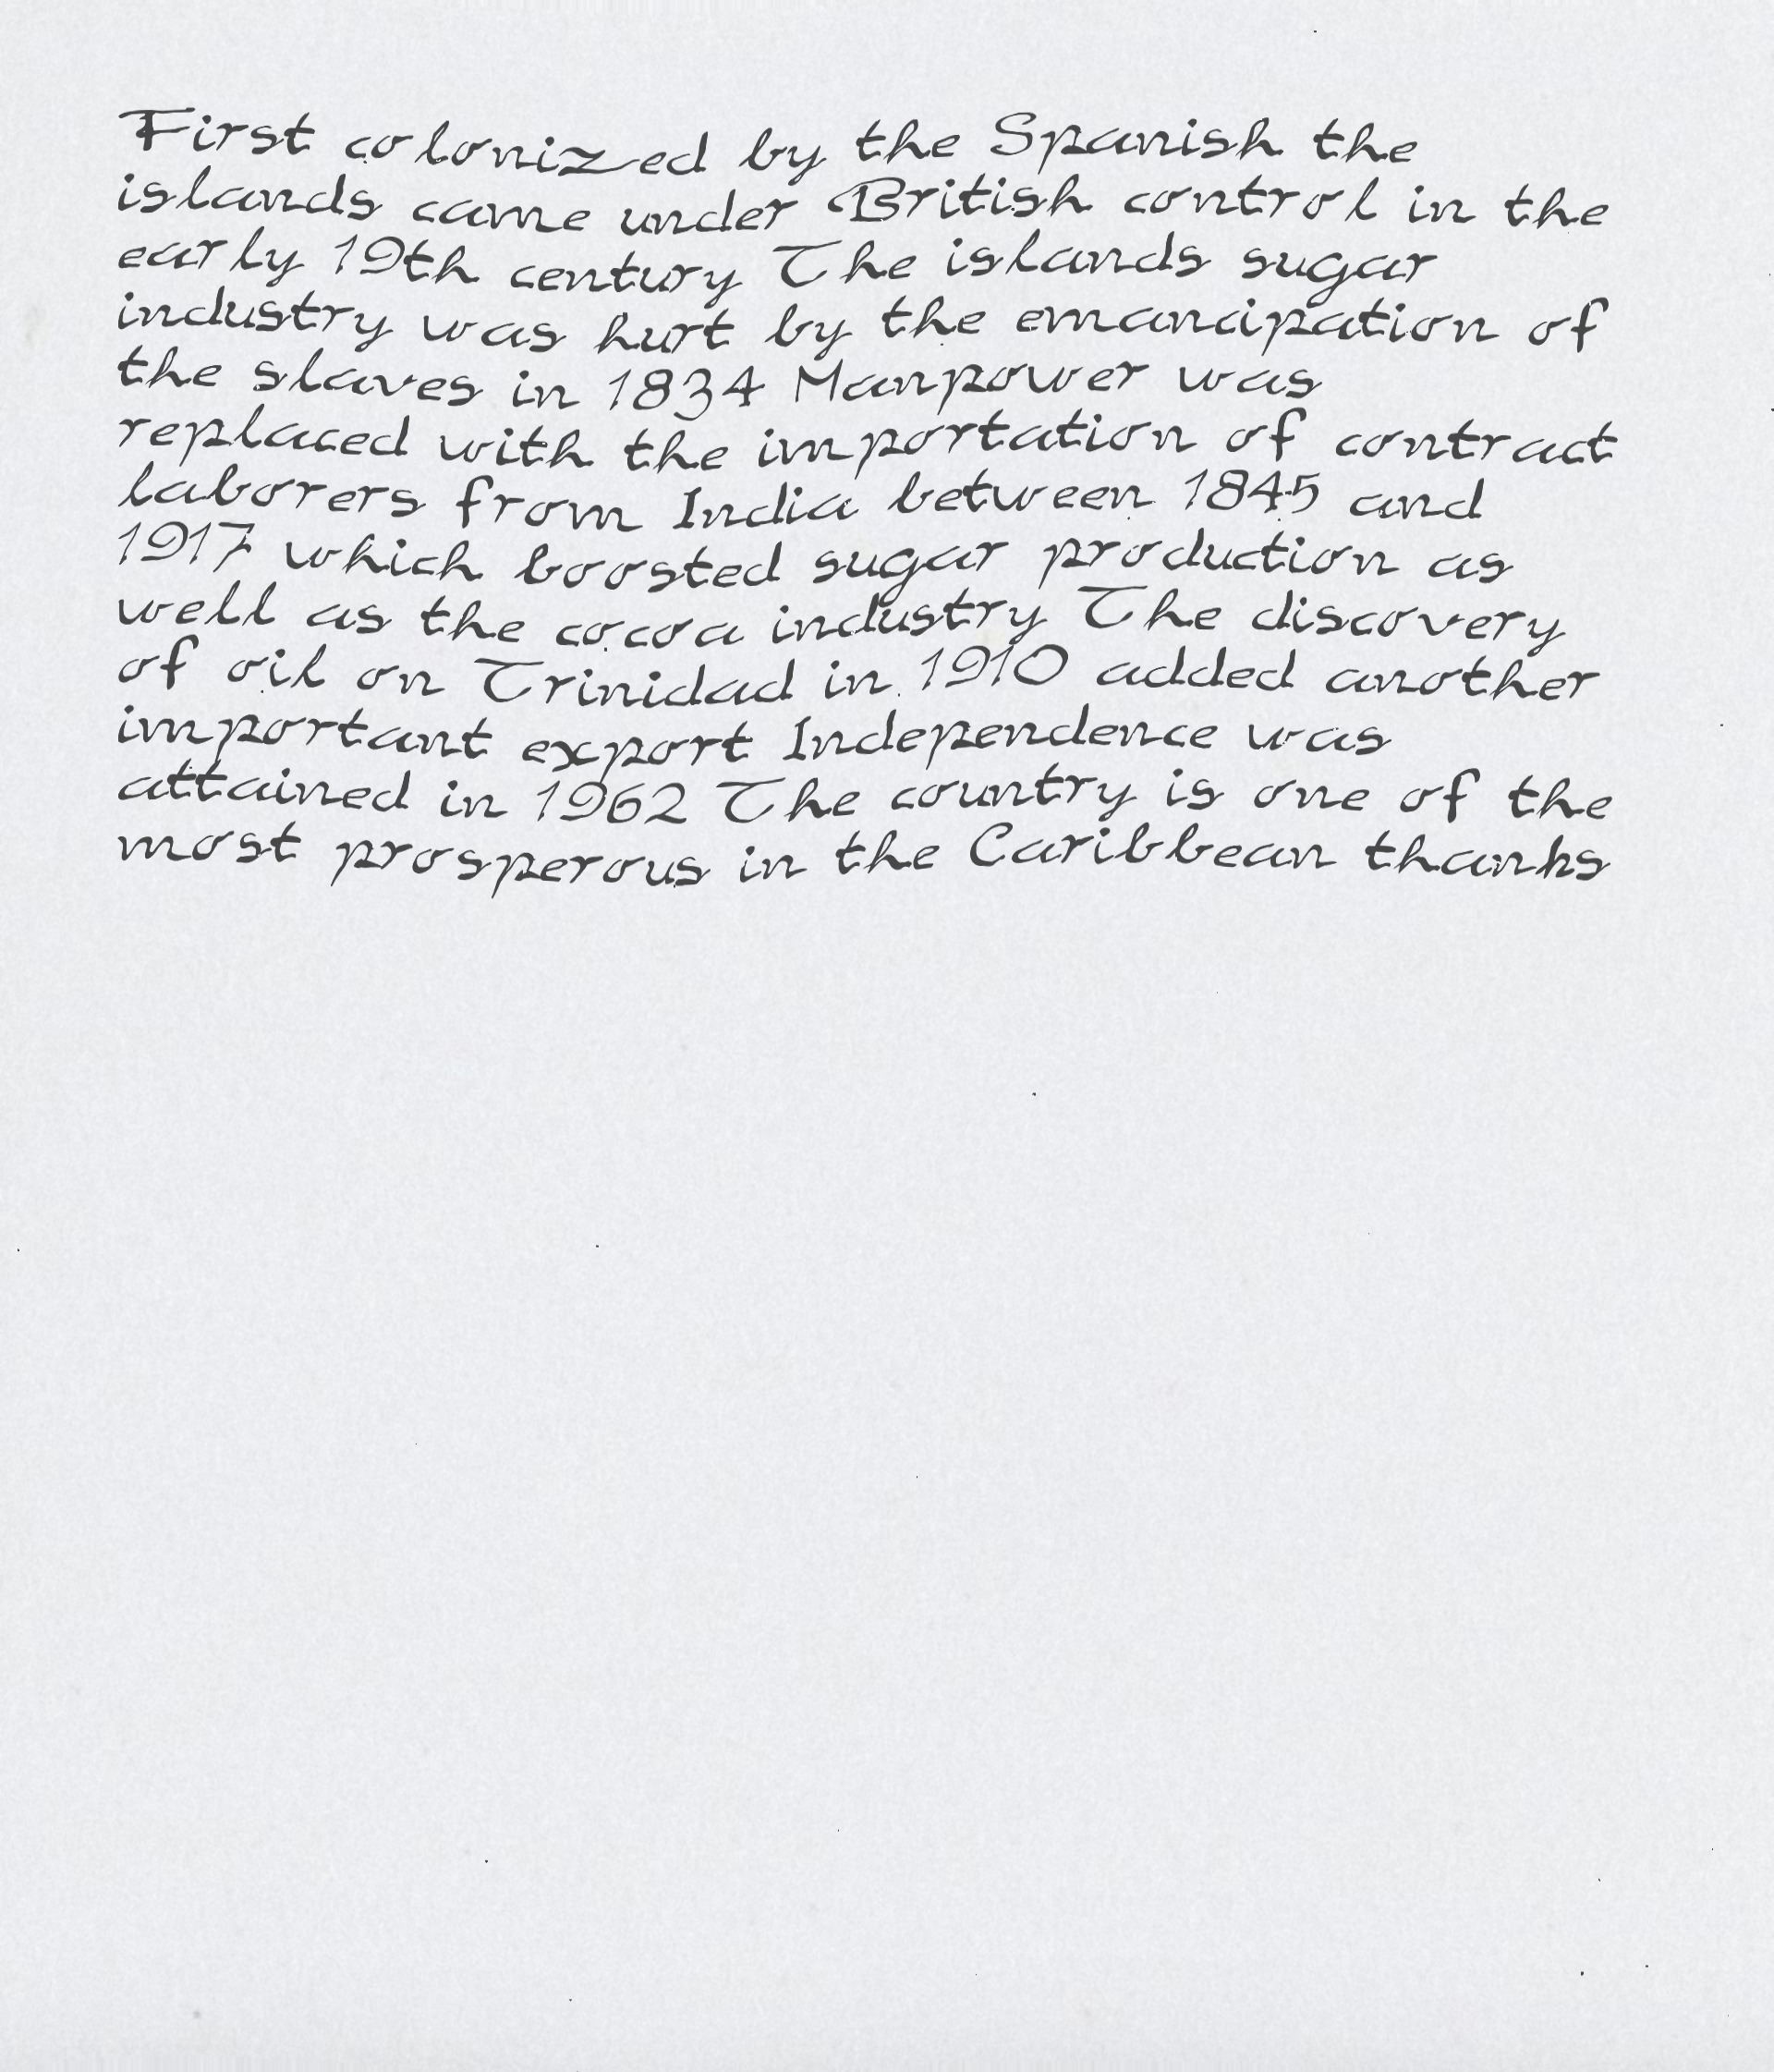 First colonized by the Spanish the
islands came under British control in the
early 19th century The islands sugar
industry was hurt by the emancipation of
the slaves in 1834 Manpower was
replaced with the importation of contract
laborers from India between 1845 and
1917 which boosted sugar production as
well as the cocoa industry The discovery
of oil on Trinidad in 1910 added another
important export Independence was
attained in 1962 The country is one of the
most prosperous in the Caribbean thanks